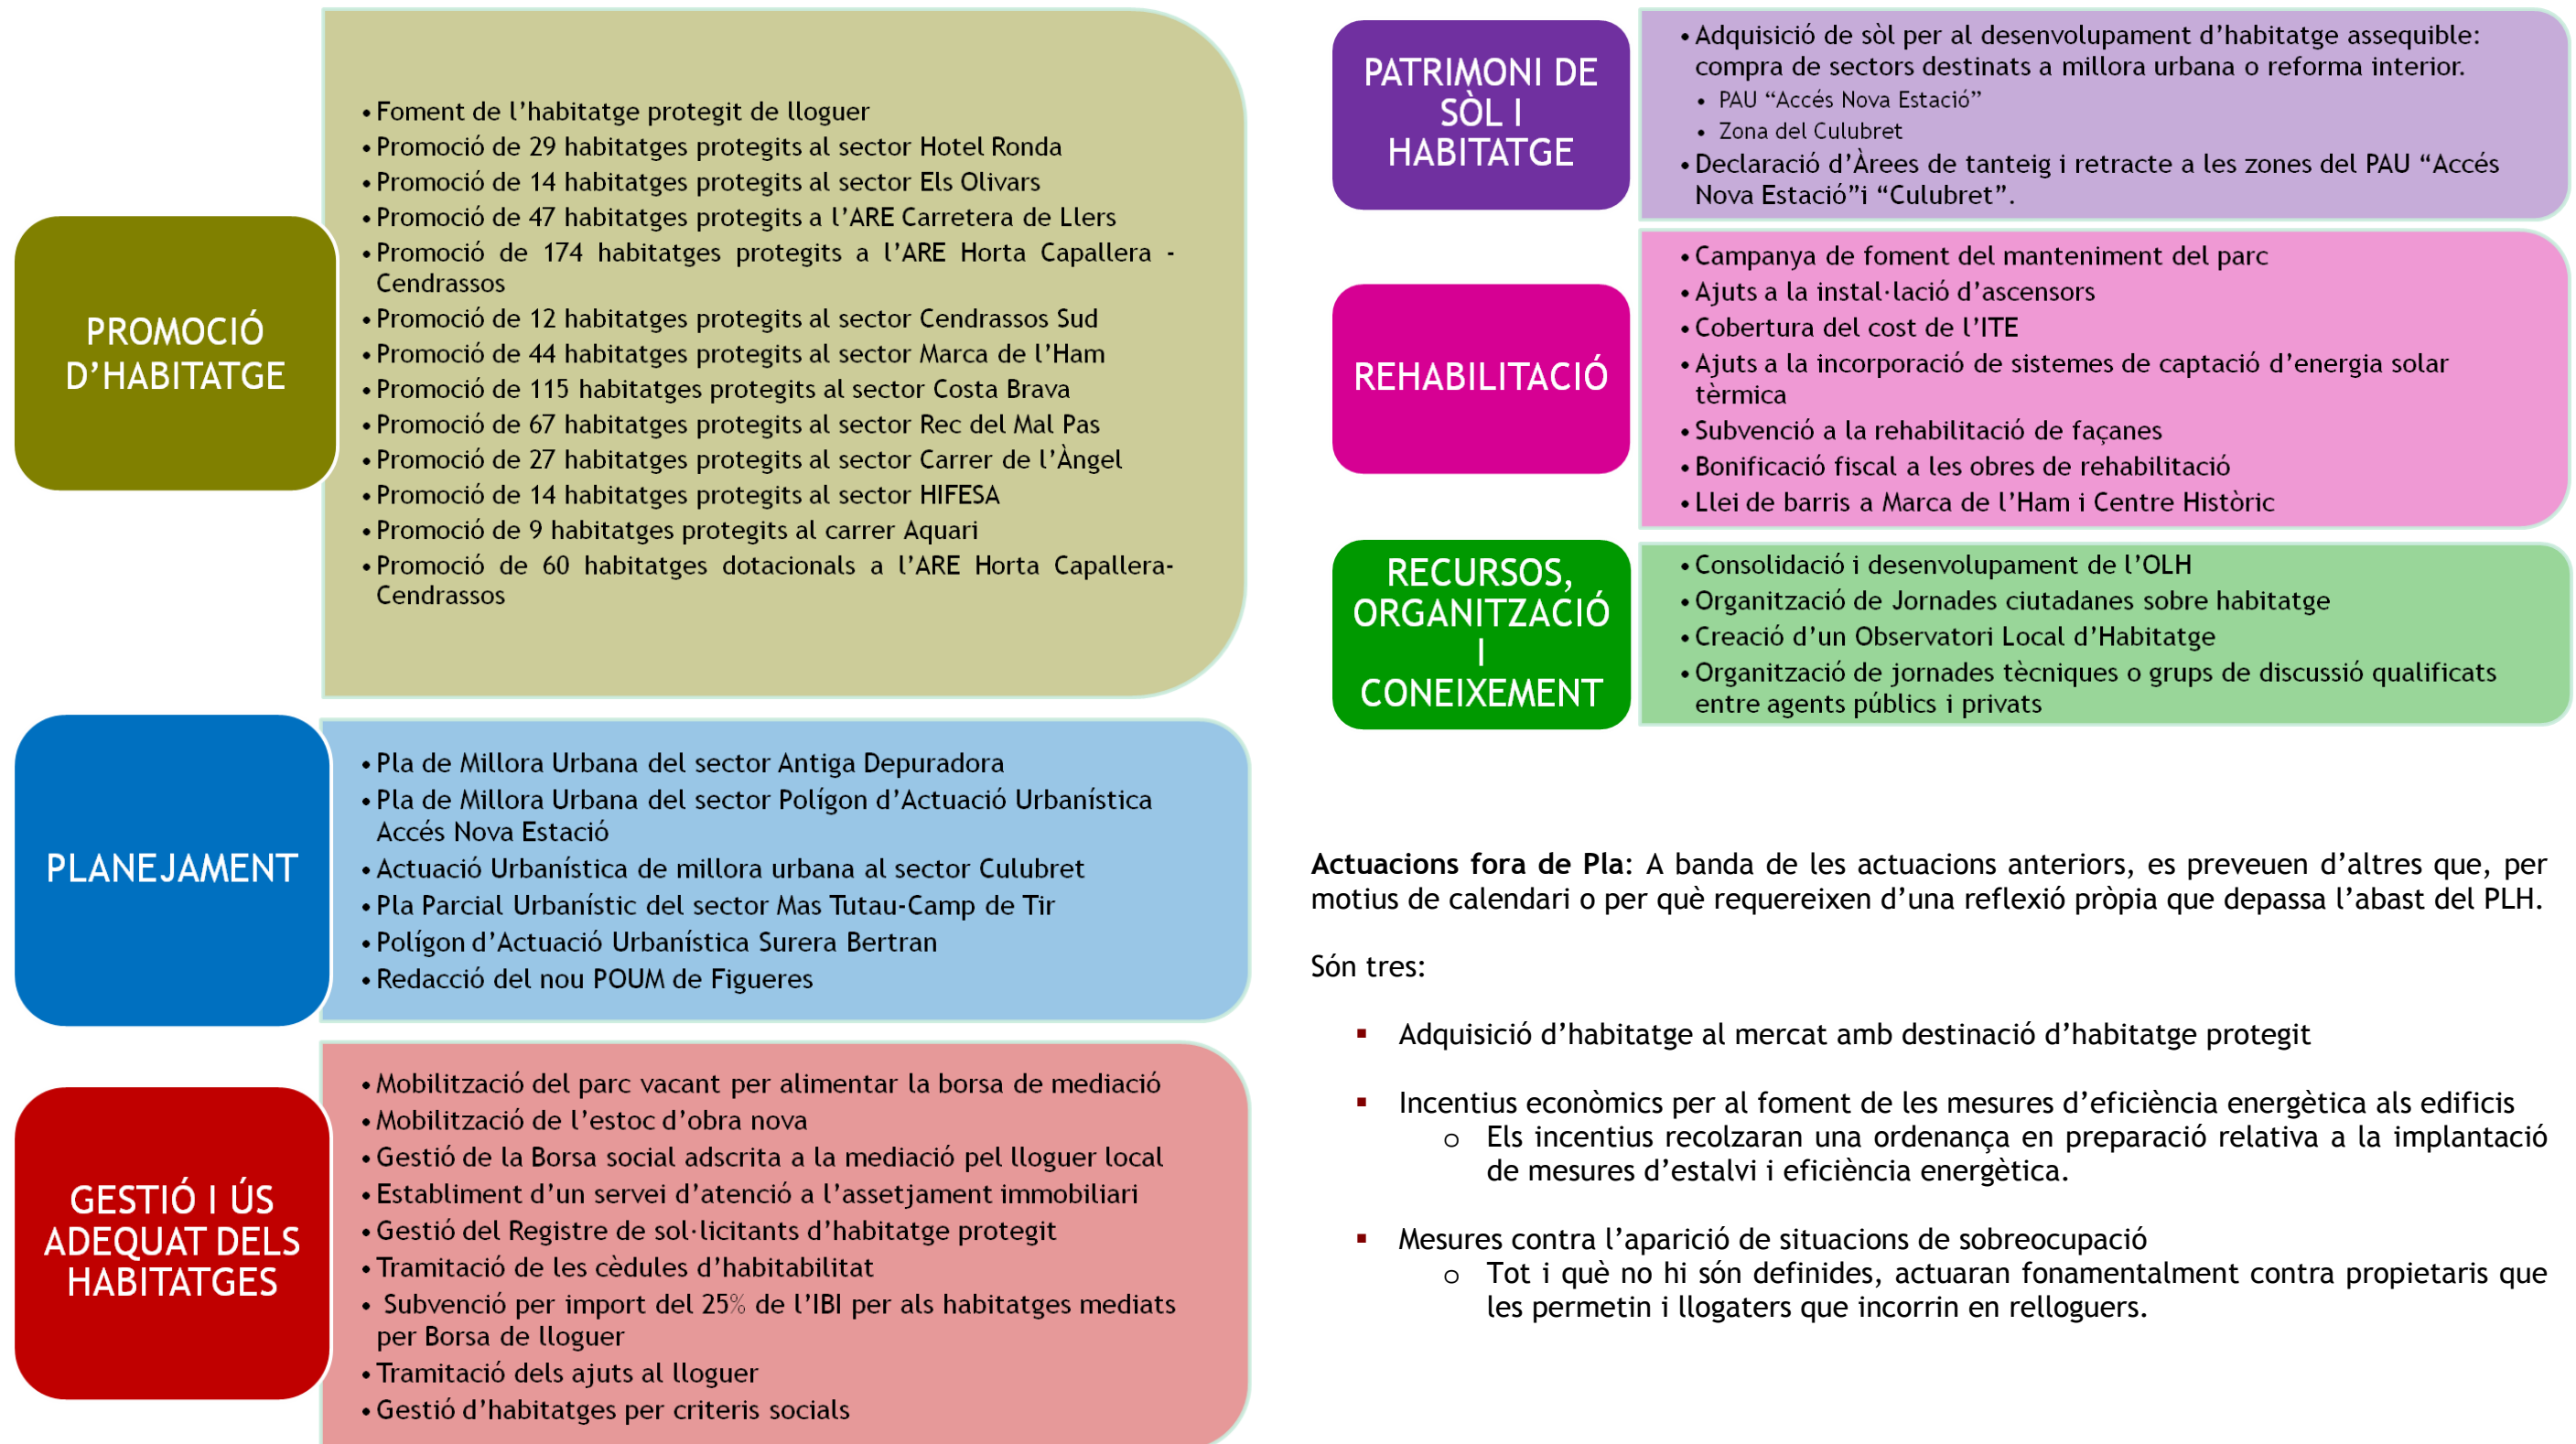 PROMOCIÓ
D'HABITATGE
• Foment de l'habitatge protegit de lloguer
• Promoció de 29 habitatges protegits al sector Hotel Ronda
• Promoció de 14 habitatges protegits al sector Els Olivars
• Promoció de 47 habitatges protegits a l'ARE Carretera de Llers
• Promoció de 174 habitatges protegits a l'ARE Horta Capallera -
Cendrassos
• Promoció de 12 habitatges protegits al sector Cendrassos Sud
• Promoció de 44 habitatges protegits al sector Marca de l'Ham
• Promoció de 115 habitatges protegits al sector Costa Brava
• Promoció de 67 habitatges protegits al sector Rec del Mal Pas
• Promoció de 27 habitatges protegits al sector Carrer de l'Àngel
• Promoció de 14 habitatges protegits al sector HIFESA
• Promoció de 9 habitatges protegits al carrer Aquari
• Promoció de 60 habitatges dotacionals a l'ARE Horta Capallera-
Cendrassos
PLANEJAMENT
• Pla de Millora Urbana del sector Antiga Depuradora
• Pla de Millora Urbana del sector Polígon d'Actuació Urbanística
Accés Nova Estació
• Actuació Urbanística de millora urbana al sector Culubret
• Pla Parcial Urbanístic del sector Mas Tutau-Camp de Tir
• Polígon d'Actuació Urbanística Surera Bertran
• Redacció del nou POUM de Figueres
GESTIÓ I ÚS
ADEQUAT DELS
HABITATGES
• Mobilització del parc vacant per alimentar la borsa de mediació
• Mobilització de l'estoc d'obra nova
• Gestió de la Borsa social adscrita a la mediació pel lloguer local
• Establiment d'un servei d'atenció a l'assetjament immobiliari
• Gestió del Registre de sol·licitants d'habitatge protegit
• Tramitació de les cèdules d'habitabilitat
• Subvenció per import del 25% de l'IBI per als habitatges mediats
per Borsa de lloguer
• Tramitació dels ajuts al lloguer
• Gestió d'habitatges per criteris socials
PATRIMONI DE
SÒL I
HABITATGE
• Adquisició de sòl per al desenvolupament d'habitatge assequible:
compra de sectors destinats a millora urbana o reforma interior.
• PAU "Accés Nova Estació"
• Zona del Culubret
• Declaració d'Àrees de tanteig i retracte a les zones del PAU "Accés
Nova Estació"i "Culubret".
REHABILITACIÓ
• Campanya de foment del manteniment del parc
• Ajuts a la instal·lació d'ascensors
• Cobertura del cost de l'ITE
• Ajuts a la incorporació de sistemes de captació d'energia solar
tèrmica
• Subvenció a la rehabilitació de façanes
• Bonificació fiscal a les obres de rehabilitació
• Llei de barris a Marca de l'Ham i Centre Històric
RECURSOS,
ORGANITZACIÓ
I
CONEIXEMENT
• Consolidació i desenvolupament de l'OLH
• Organització de Jornades ciutadanes sobre habitatge
• Creació d'un Observatori Local d'Habitatge
• Organització de jornades tècniques o grups de discussió qualificats
entre agents públics i privats
Actuacions fora de Pla: A banda de les actuacions anteriors, es preveuen d'altres que, per
motius de calendari o per què requereixen d'una reflexió pròpia que depassa l'abast del PLH.
Són tres:
▪ Adquisició d'habitatge al mercat amb destinació d'habitatge protegit
▪ Incentius econòmics per al foment de les mesures d'eficiència energètica als edificis
o Els incentius recolzaran una ordenança en preparació relativa a la implantació
de mesures d'estalvi i eficiència energètica.
▪ Mesures contra l'aparició de situacions de sobreocupació
o Tot i què no hi són definides, actuaran fonamentalment contra propietaris que
les permetin i llogaters que incorrin en relloguers.